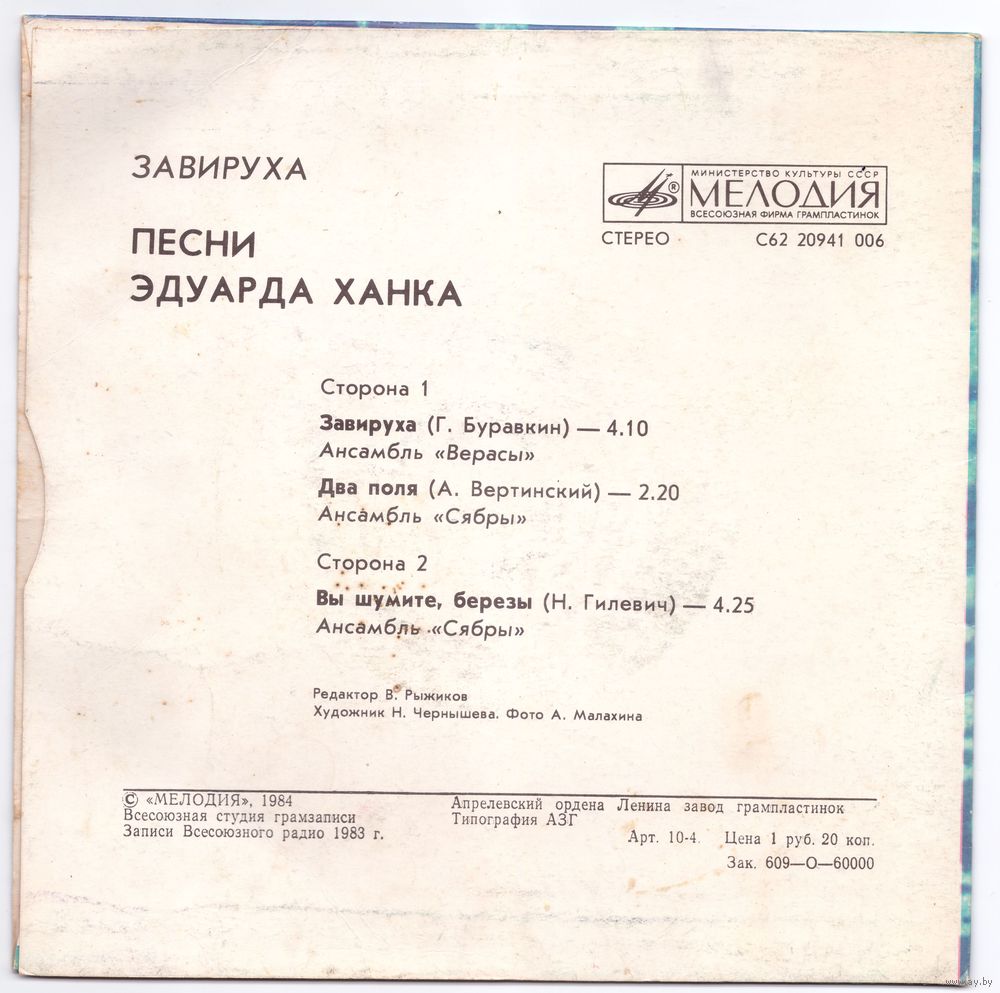 ЗАВИРУХА
ПЕСНИ
ЭДУАРДА ХАНКА
МИНИСТЕРСТВО КУЛЬТУРЫ СССР
МЕЛОДИЯ
ВСЕСОЮЗНАЯ ФИРМА ГРАМПЛАСТИНОК
®
СТЕРЕО С62 20941 006
Сторона 1
Завируха (Г. Буравкин) — 4.10
Ансамбль «Верасы»
Два поля (А. Вертинский) — 2.20
Ансамбль «Сябры»
Сторона 2
Вы шумите, березы (Н. Гилевич) — 4.25
Ансамбль «Сябры»
Редактор В. Рыжиков
Художник Н. Чернышева. Фото А. Малахина
© «МЕЛОДИЯ», 1984
Всесоюзная студия грамзаписи
Записи Всесоюзного радио 1983 г.
Апрелевский ордена Ленина завод грампластинок
Типография АЗГ
Арт. 10-4. Цена 1 руб. 20 коп.
Зак. 609—О—60000